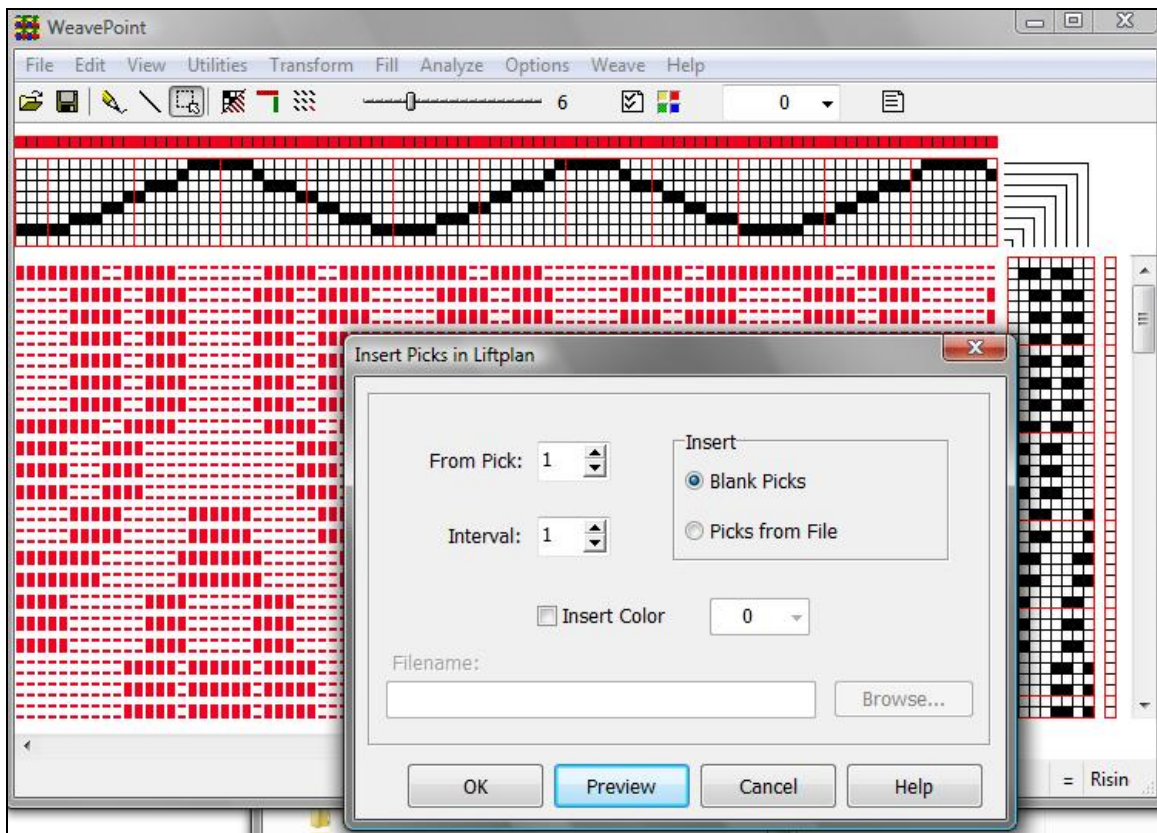 WeavePoint
File Edit View Utilities Transform Fill Analyze Options Weave Help
6 0
Insert Picks in Liftplan
From Pick: 1
Insert
Blank Picks
Interval: 1
Picks from File
Insert Color 0
Filename:
Browse...
OK Preview Cancel Help
= Risin